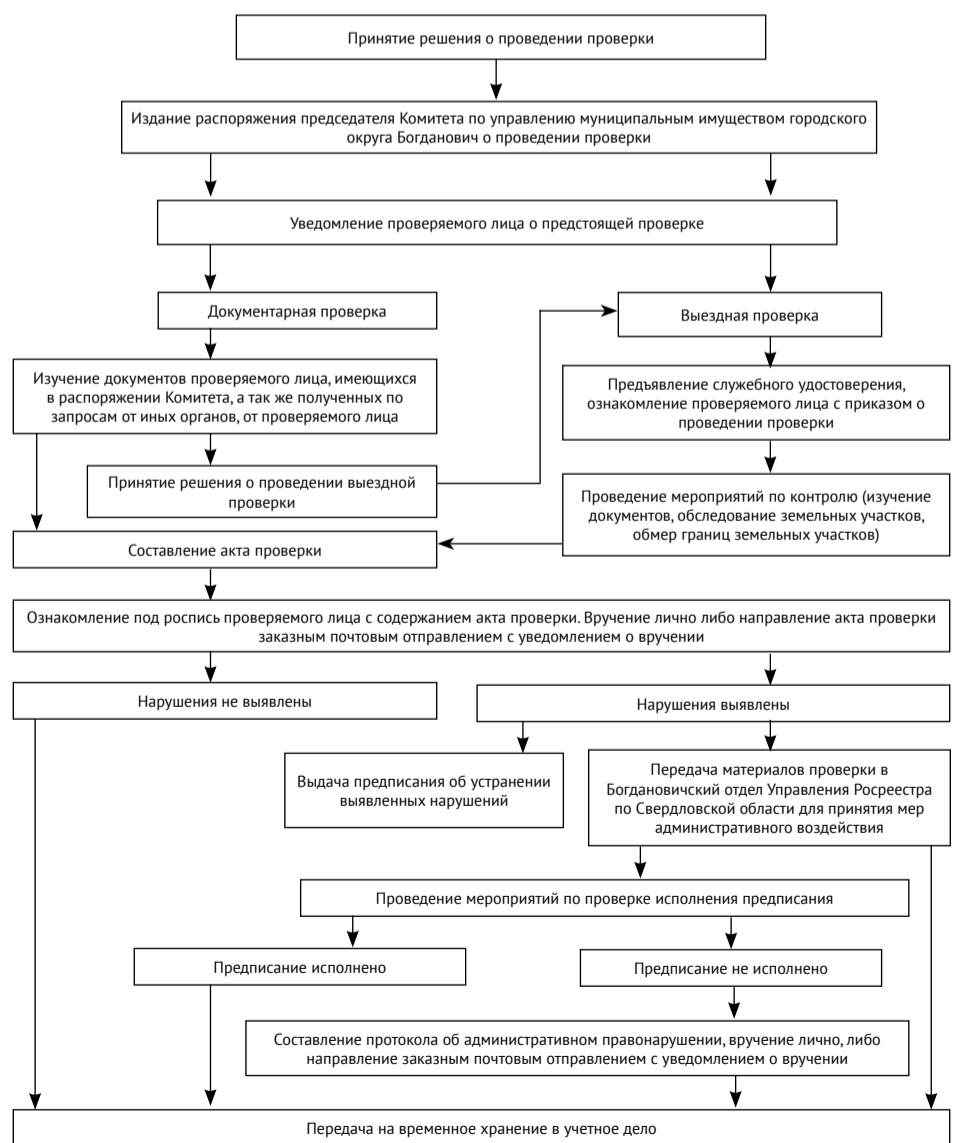 Принятие решения о проведении проверки
Издание распоряжения председателя Комитета по управлению муниципальным имуществом городского
округа Богданович о проведении проверки
Уведомление проверяемого лица о предстоящей проверке
Документарная проверка
Выездная проверка
Изучение документов проверяемого лица, имеющихся
в распоряжении Комитета, а так же полученных по
запросам от иных органов, от проверяемого лица
Предъявление служебного удостоверения,
ознакомление проверяемого лица с приказом о
проведении проверки
Принятие решения о проведении выездной
проверки
Проведение мероприятий по контролю (изучение
документов, обследование земельных участков,
обмер границ земельных участков)
Составление акта проверки
Ознакомление под роспись проверяемого лица с содержанием акта проверки. Вручение лично либо направление акта проверки
заказным почтовым отправлением с уведомлением о вручении
Нарушения не выявлены
Нарушения выявлены
Выдача предписания об устранении
выявленных нарушений
Передача материалов проверки в
Богдановичский отдел Управления Росреестра
по Свердловской области для принятия мер
административного воздействия
Проведение мероприятий по проверке исполнения предписания
Предписание исполнено
Предписание не исполнено
Составление протокола об административном правонарушении, вручение лично, либо
направление заказным почтовым отправлением с уведомлением о вручении
Передача на временное хранение в учетное дело